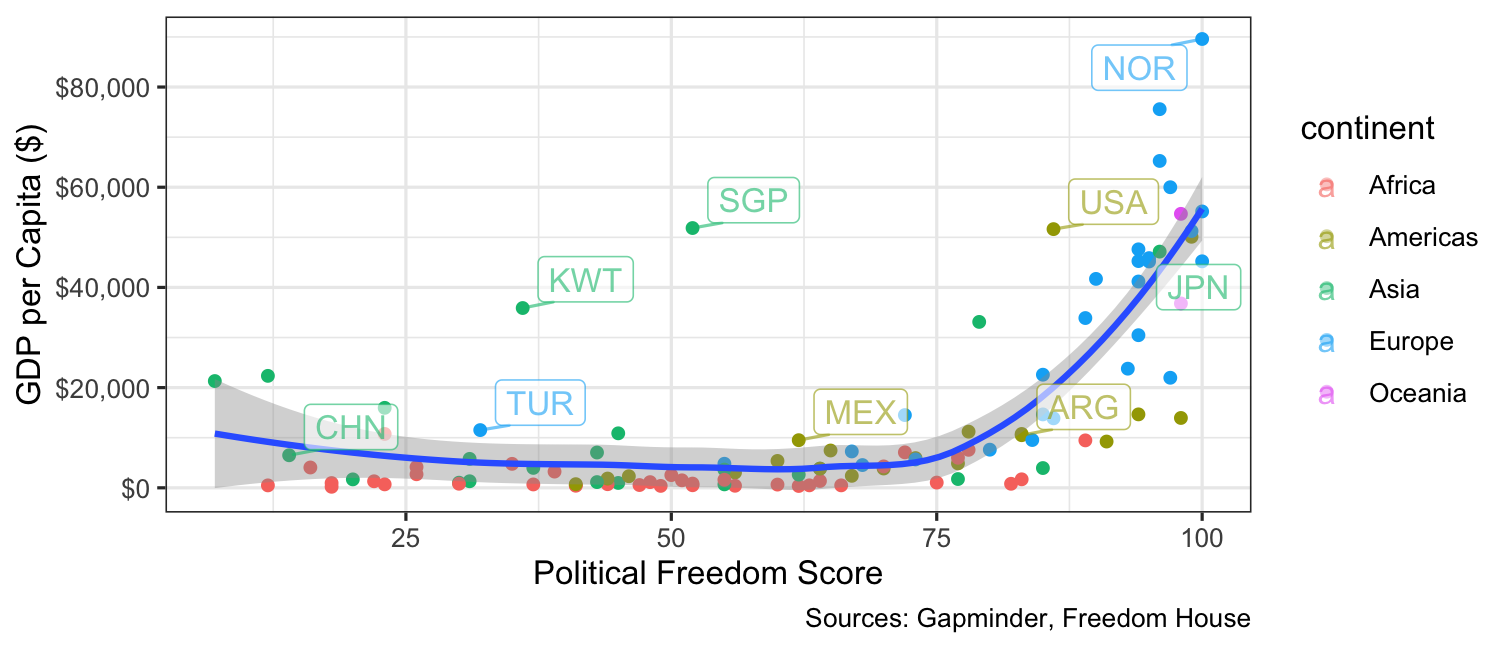 GDP per Capita ($)
$80,000
$60,000
$40,000
$20,000
$0
NOR
SGP
USA
KWT
JPN
TUR
MEX
ARG
CHN
25
50
75
100
Political Freedom Score
Sources: Gapminder, Freedom House
continent
a Africa
a Americas
a Asia
a Europe
a Oceania